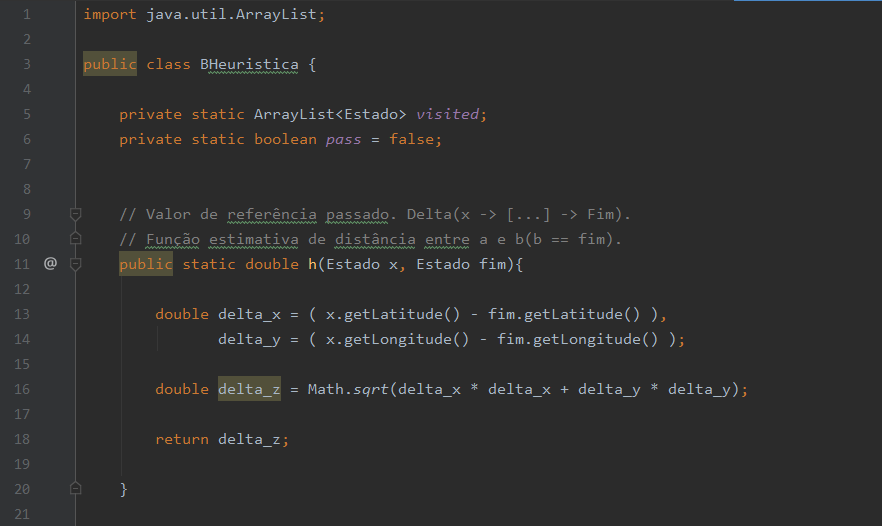 1 import java.util.ArrayList;
2
3 public class BHeuristica {
4
5 private static ArrayList<Estado> visited;
6 private static boolean pass = false;
7
8
9 // Valor de referência passado. Delta(x -> [...] -> Fim).
10 // Função estimativa de distância entre a e b(b == fim).
11 @ public static double h(Estado x, Estado fim){
12
13 double delta_x = ( x.getLatitude() - fim.getLatitude() ),
14 delta_y = ( x.getLongitude() - fim.getLongitude() );
15
16 double delta_z = Math.sqrt(delta_x * delta_x + delta_y * delta_y);
17
18 return delta_z;
19
20 }
21